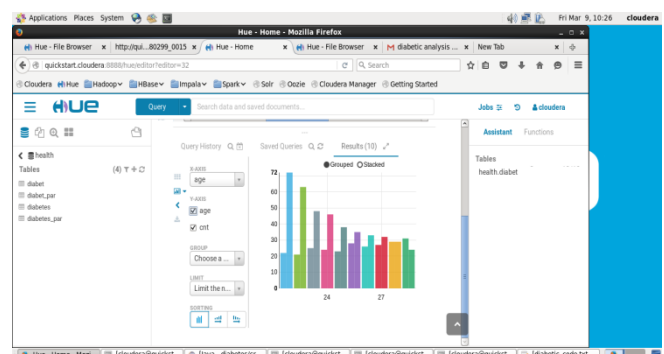 Applications Places System Fri Mar 9, 10:26 cloudera
Hue - Home - Mozilla Firefox
Hue - File Browser x http://qui...80299_0015 x Hue - Home x Hue - File Browser x M diabetic analysis ... x New Tab x
quickstart.cloudera:8888/hue/editor?editor=32 Search
Cloudera Hue Hadoop HBase Impala Spark Solr Oozie Cloudera Manager Getting Started
HUE Query Search data and saved documents... Jobs cloudera
Assistant Functions
health
Query History Saved Queries Results (10)
Tables (4)
diabet
diabet_par
diabetes
diabetes_par
X-AXIS
age
Y-AXIS
age
cnt
GROUP
Choose a ...
LIMIT
Limit the n...
SORTING
Grouped Stacked
72
60
50
40
30
20
10
0
24 27
Tables
health.diabet